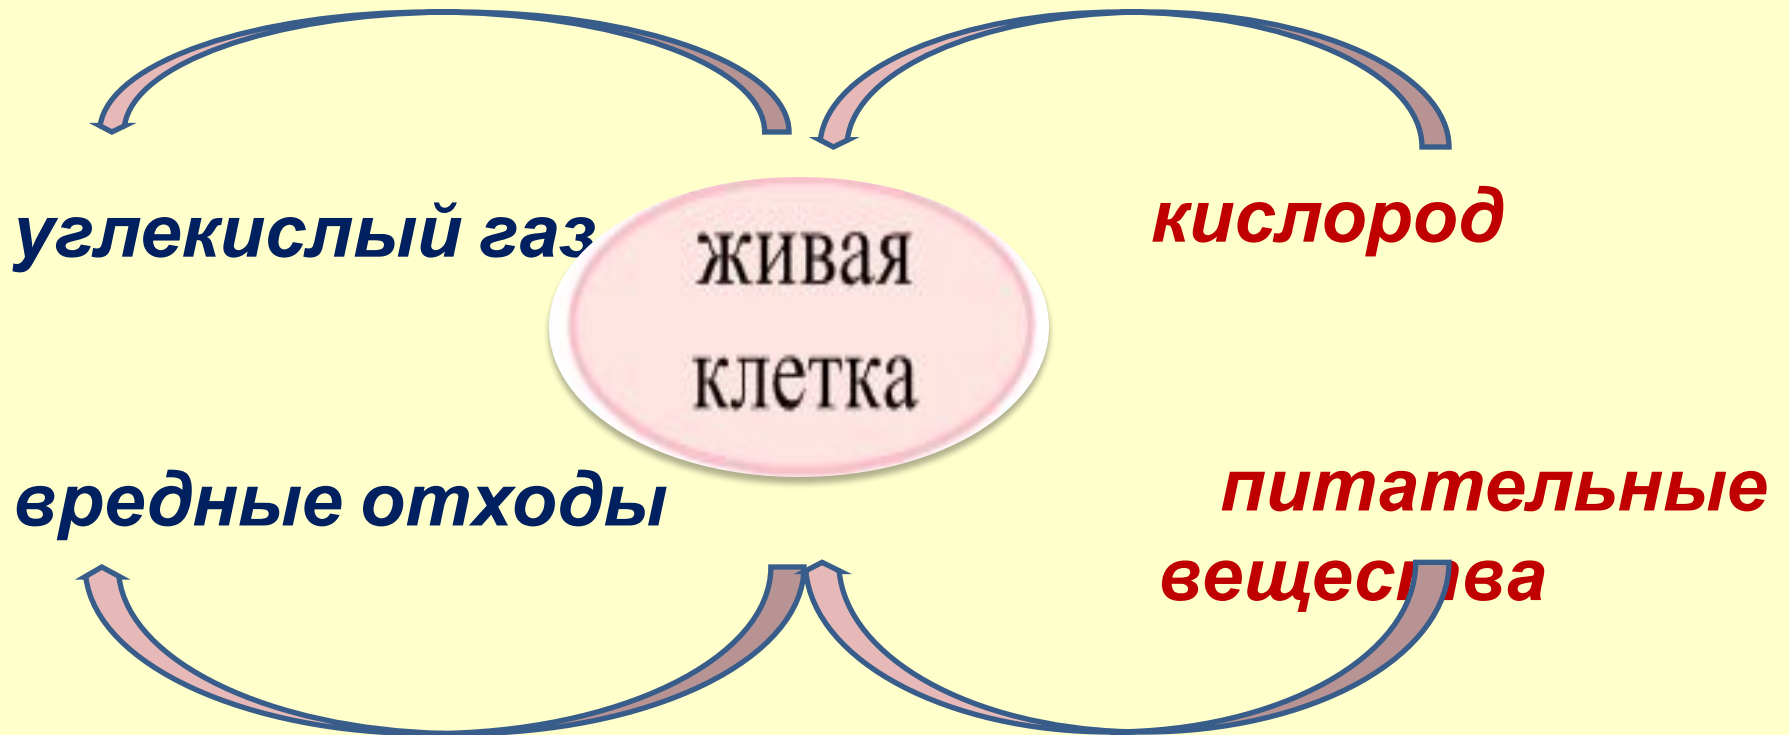 углекислый газ
живая
клетка
кислород
вредные отходы
питательные
вещества